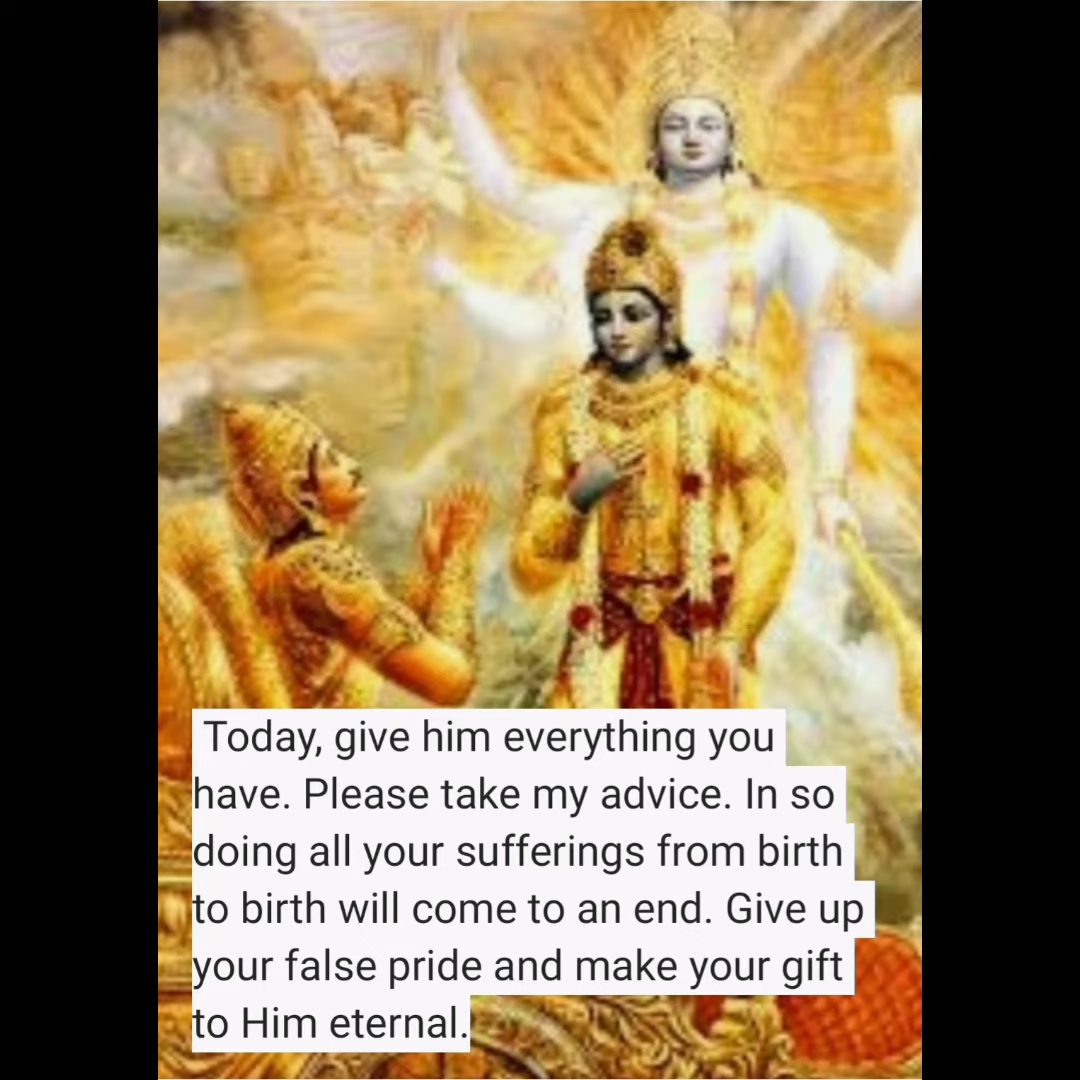 Today, give him everything you
have. Please take my advice. In so
doing all your sufferings from birth
to birth will come to an end. Give up
your false pride and make your gift
to Him eternal.